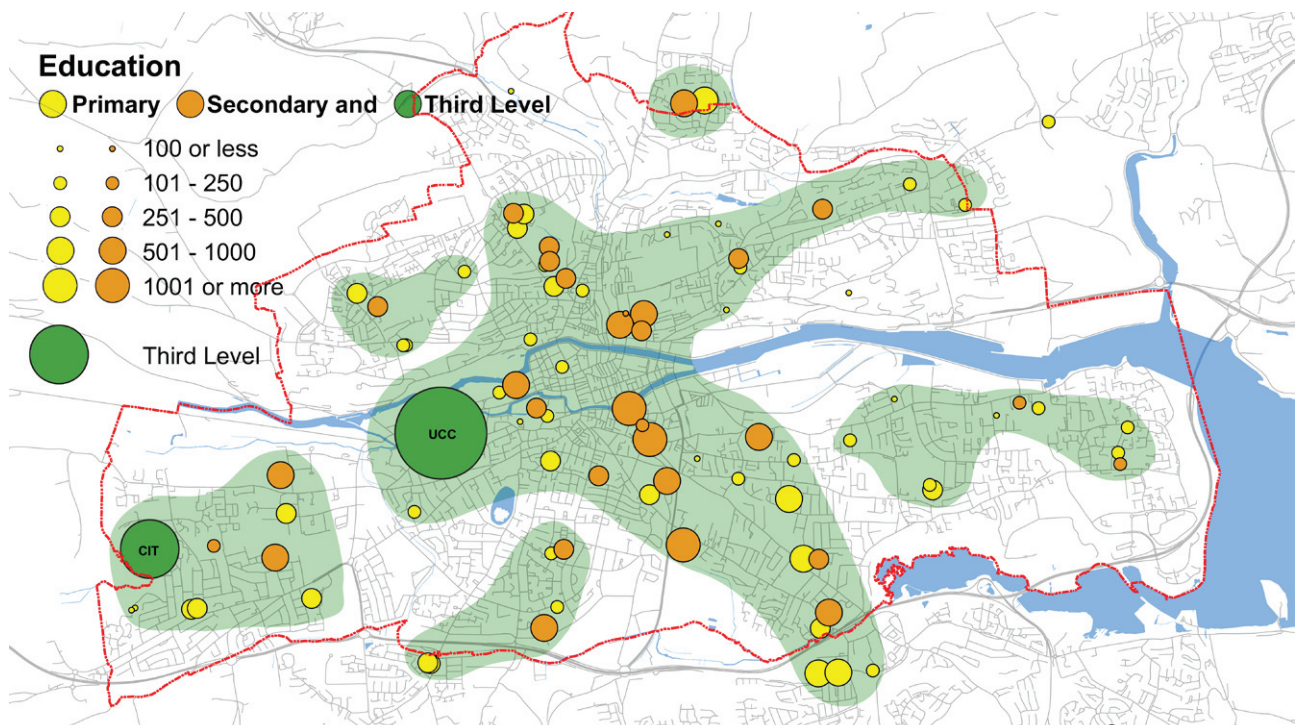 Education
Primary Secondary and Third Level
100 or less
101 - 250
251 - 500
501 - 1000
1001 or more
Third Level
UCC
CIT